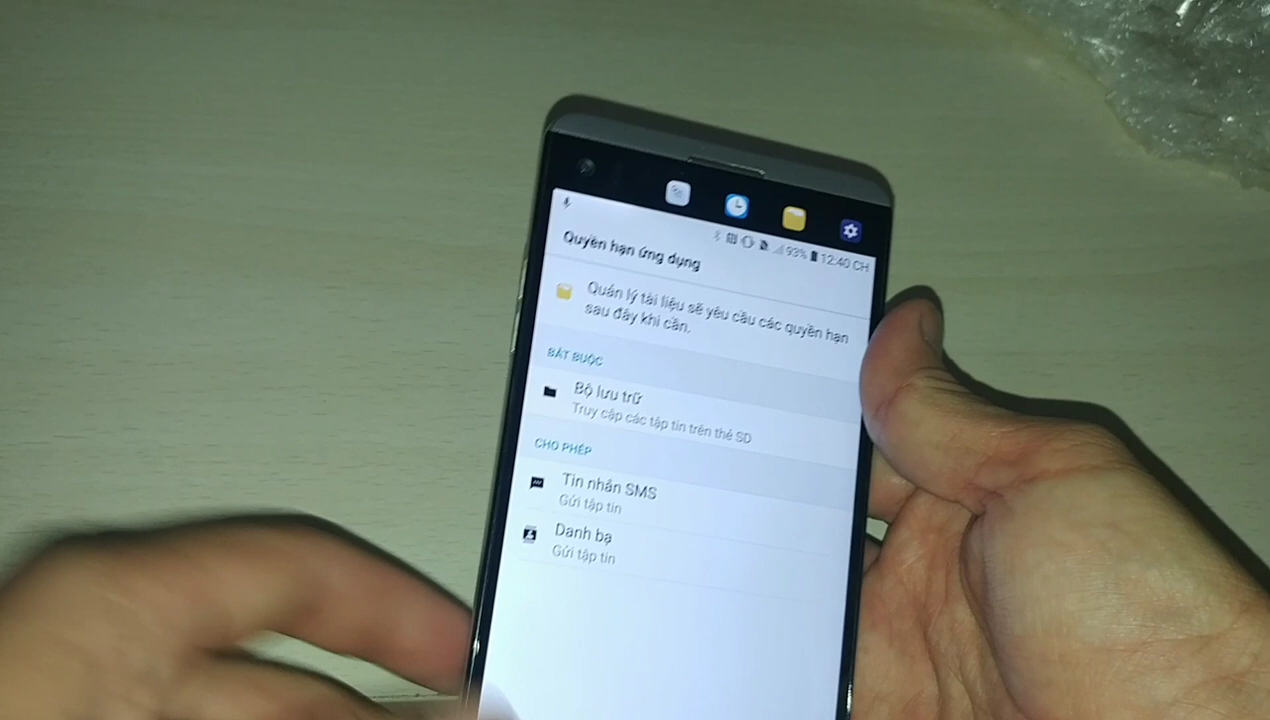 93% 12:40 CH
Quyền hạn ứng dụng
Quản lý tài liệu sẽ yêu cầu các quyền hạn
sau đây khi cần.
BẮT BUỘC
Bộ lưu trữ
Truy cập các tập tin trên thẻ SD
CHO PHÉP
Tin nhắn SMS
Gửi tập tin
Danh bạ
Gửi tập tin